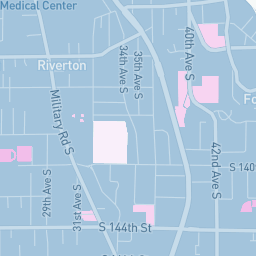 Medical Center
34th Ave S
35th Ave S
40th Ave S
Riverton
Military Rd S
42nd Ave S
S 140
29th Ave S
31st Ave S
S 144th St